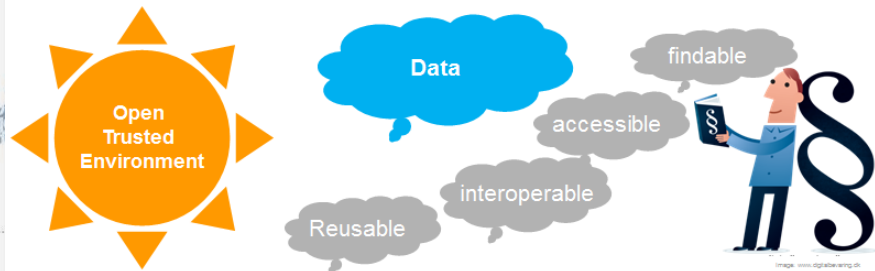 Open
Trusted
Environment
Data
findable
accessible
interoperable
Reusable
§
§
Image: www.digitalbevaring.dk